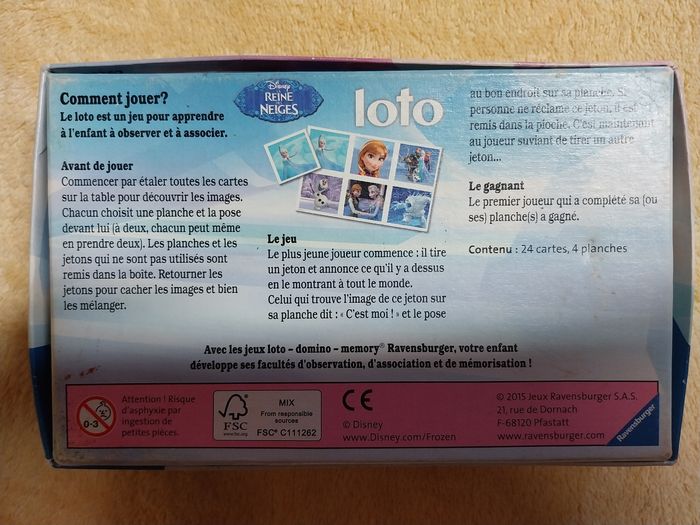 Comment jouer?
Le loto est un jeu pour apprendre
à l'enfant à observer et à associer.
Avant de jouer
Commencer par étaler toutes les cartes
sur la table pour découvrir les images.
Chacun choisit une planche et la pose
devant lui (à deux, chacun peut même
en prendre deux). Les planches et les
jetons qui ne sont pas utilisés sont
remis dans la boite. Retourner les
jetons pour cacher les images et bien
les mélanger.
Disney
LA
REINE
DES
NEIGES
loto
Le jeu
Le plus jeune joueur commence : il tire
un jeton et annonce ce qu'il y a dessus
en le montrant à tout le monde.
Celui qui trouve l'image de ce jeton sur
sa planche dit : « C'est moi ! » et le pose
au bon endroit sur sa planche. Si
personne ne réclame ce jeton, il est
remis dans la pioche. C'est maintenant
au joueur suviant de tirer un autre
jeton...
Le gagnant
Le premier joueur qui a complété sa (ou
ses) planche(s) a gagné.
Contenu : 24 cartes, 4 planches
Avec les jeux loto – domino – memory® Ravensburger, votre enfant
développe ses facultés d'observation, d'association et de mémorisation !
0-3
Attention ! Risque
d'asphyxie par
ingestion de
petites pièces.
FSC
www.fsc.org
MIX
From responsible
sources
FSC® C111262
CE
© Disney
www.Disney.com/Frozen
© 2015 Jeux Ravensburger S.A.S.
21, rue de Dornach
F-68120 Pfastatt
www.ravensburger.com
Ravensburger